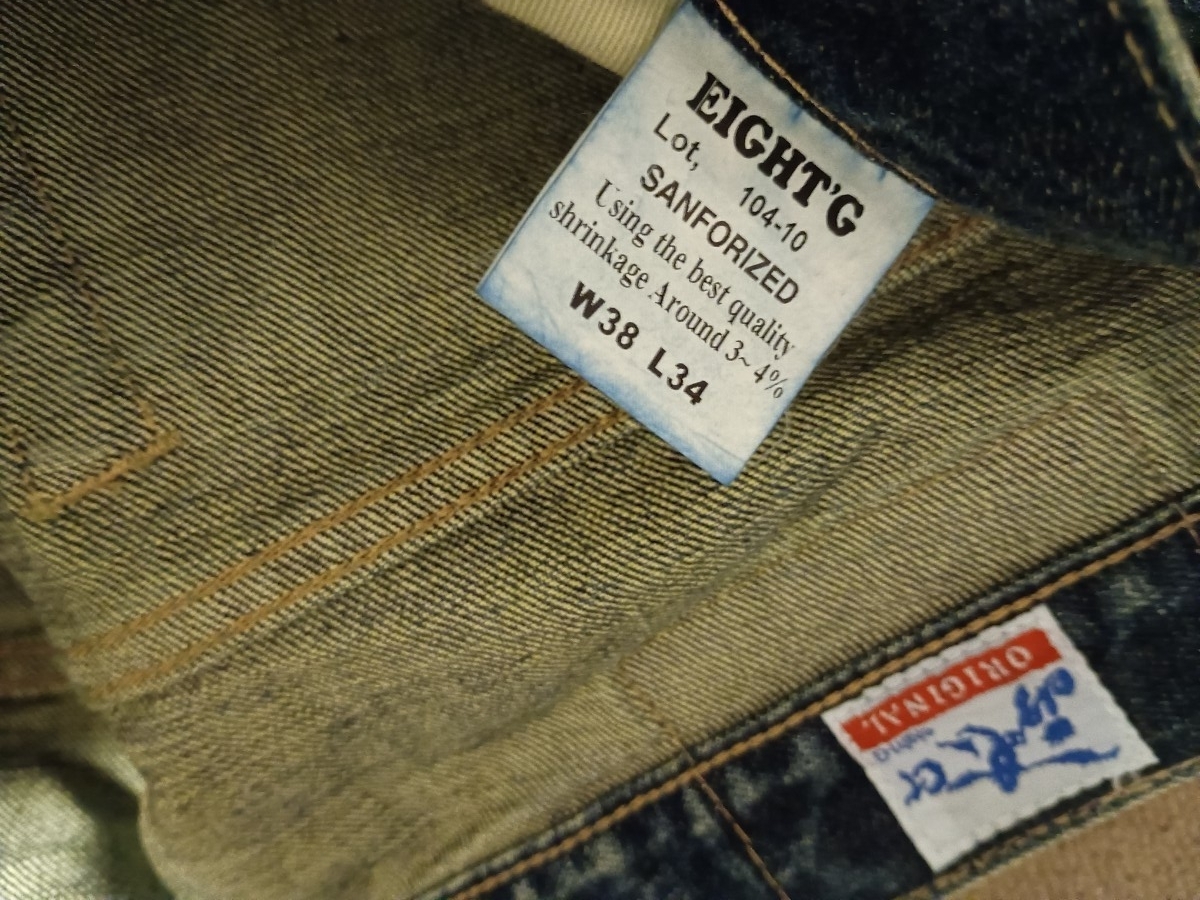 EIGHT'G
Lot, 104-10
SANFORIZED
Using the best quality
shrinkage Around 3~4%
W38 L34
ORIGINAL